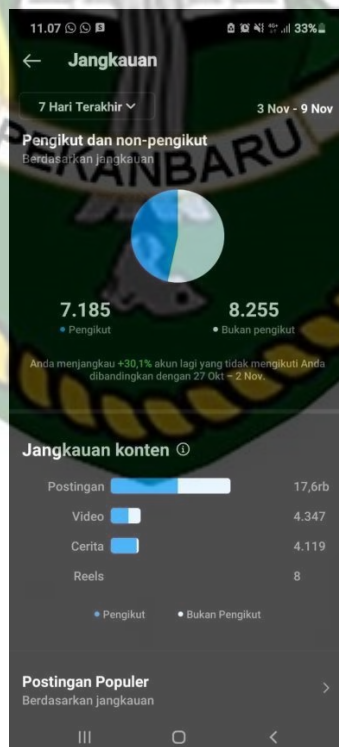 11.07
33%
Jangkauan
7 Hari Terakhir
3 Nov - 9 Nov
Pengikut dan non-pengikut
Berdasarkan jangkauan
PEKANBARU
7.185
8.255
Pengikut
Bukan pengikut
Anda menjangkau +30,1% akun lagi yang tidak mengikuti Anda
dibandingkan dengan 27 Okt – 2 Nov.
Jangkauan konten
Postingan 17,6rb
Video 4.347
Cerita 4.119
Reels 8
Pengikut Bukan Pengikut
Postingan Populer
Berdasarkan jangkauan